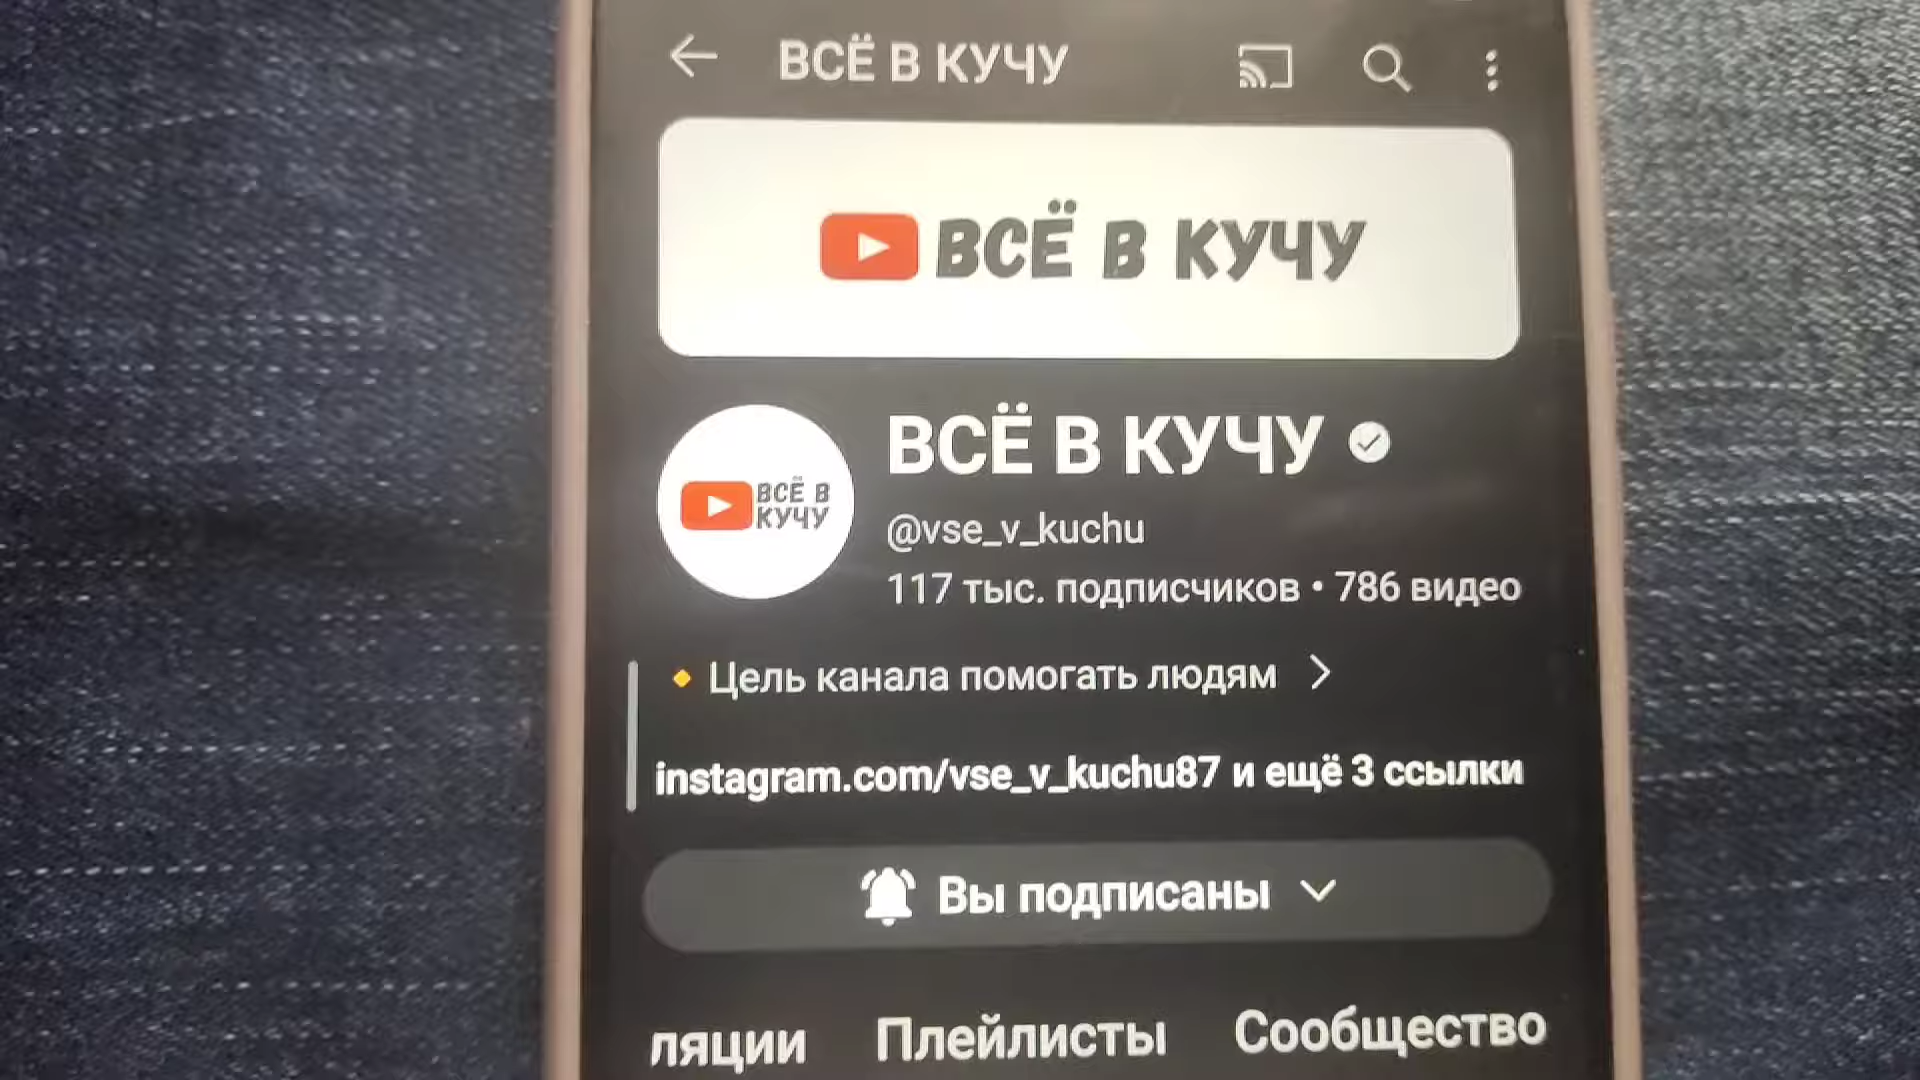 ВСЁ В КУЧУ
ВСЁ В КУЧУ
ВСЁ В КУЧУ
ВСЁ В
КУЧУ
@vse_v_kuchu
117 тыс. подписчиков • 786 видео
Цель канала помогать людям
instagram.com/vse_v_kuchu87 и ещё 3 ссылки
Вы подписаны
ляции Плейлисты Сообщество